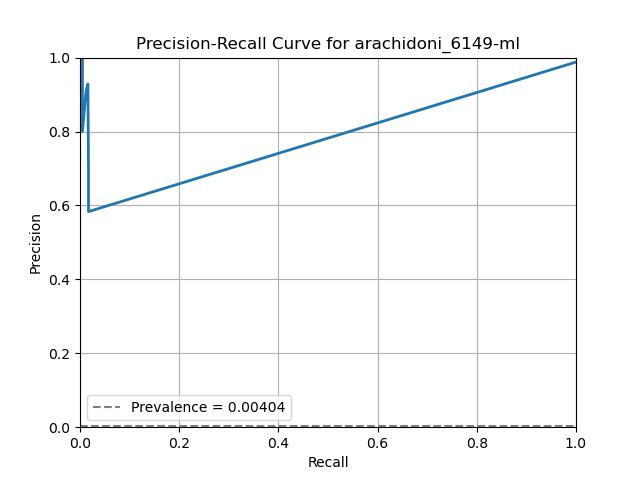 Precision-Recall Curve for arachidoni_6149-ml
1.0
0.8
0.6
0.4
0.2
0.0
Precision
Prevalence = 0.00404
0.0 0.2 0.4 0.6 0.8 1.0
Recall